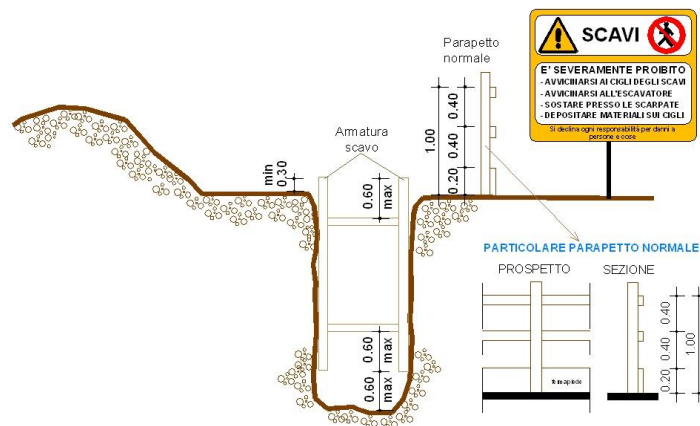 SCAVI
E' SEVERAMENTE PROIBITO
- AVVICINARSI AI CIGLI DEGLI SCAVI
- AVVICINARSI ALL'ESCAVATORE
- SOSTARE PRESSO LE SCARPATE
- DEPOSITARE MATERIALI SUI CIGLI
Si declina ogni responsabilità per danni a
persone e cose
Parapetto
normale
Armatura
scavo
min
0,30
0.60
max
1.00
0.40
0.40
0.20
0.60
max
0.60
max
PARTICOLARE PARAPETTO NORMALE
PROSPETTO
SEZIONE
0.40
0.40
0.20
1.00
fermapiede